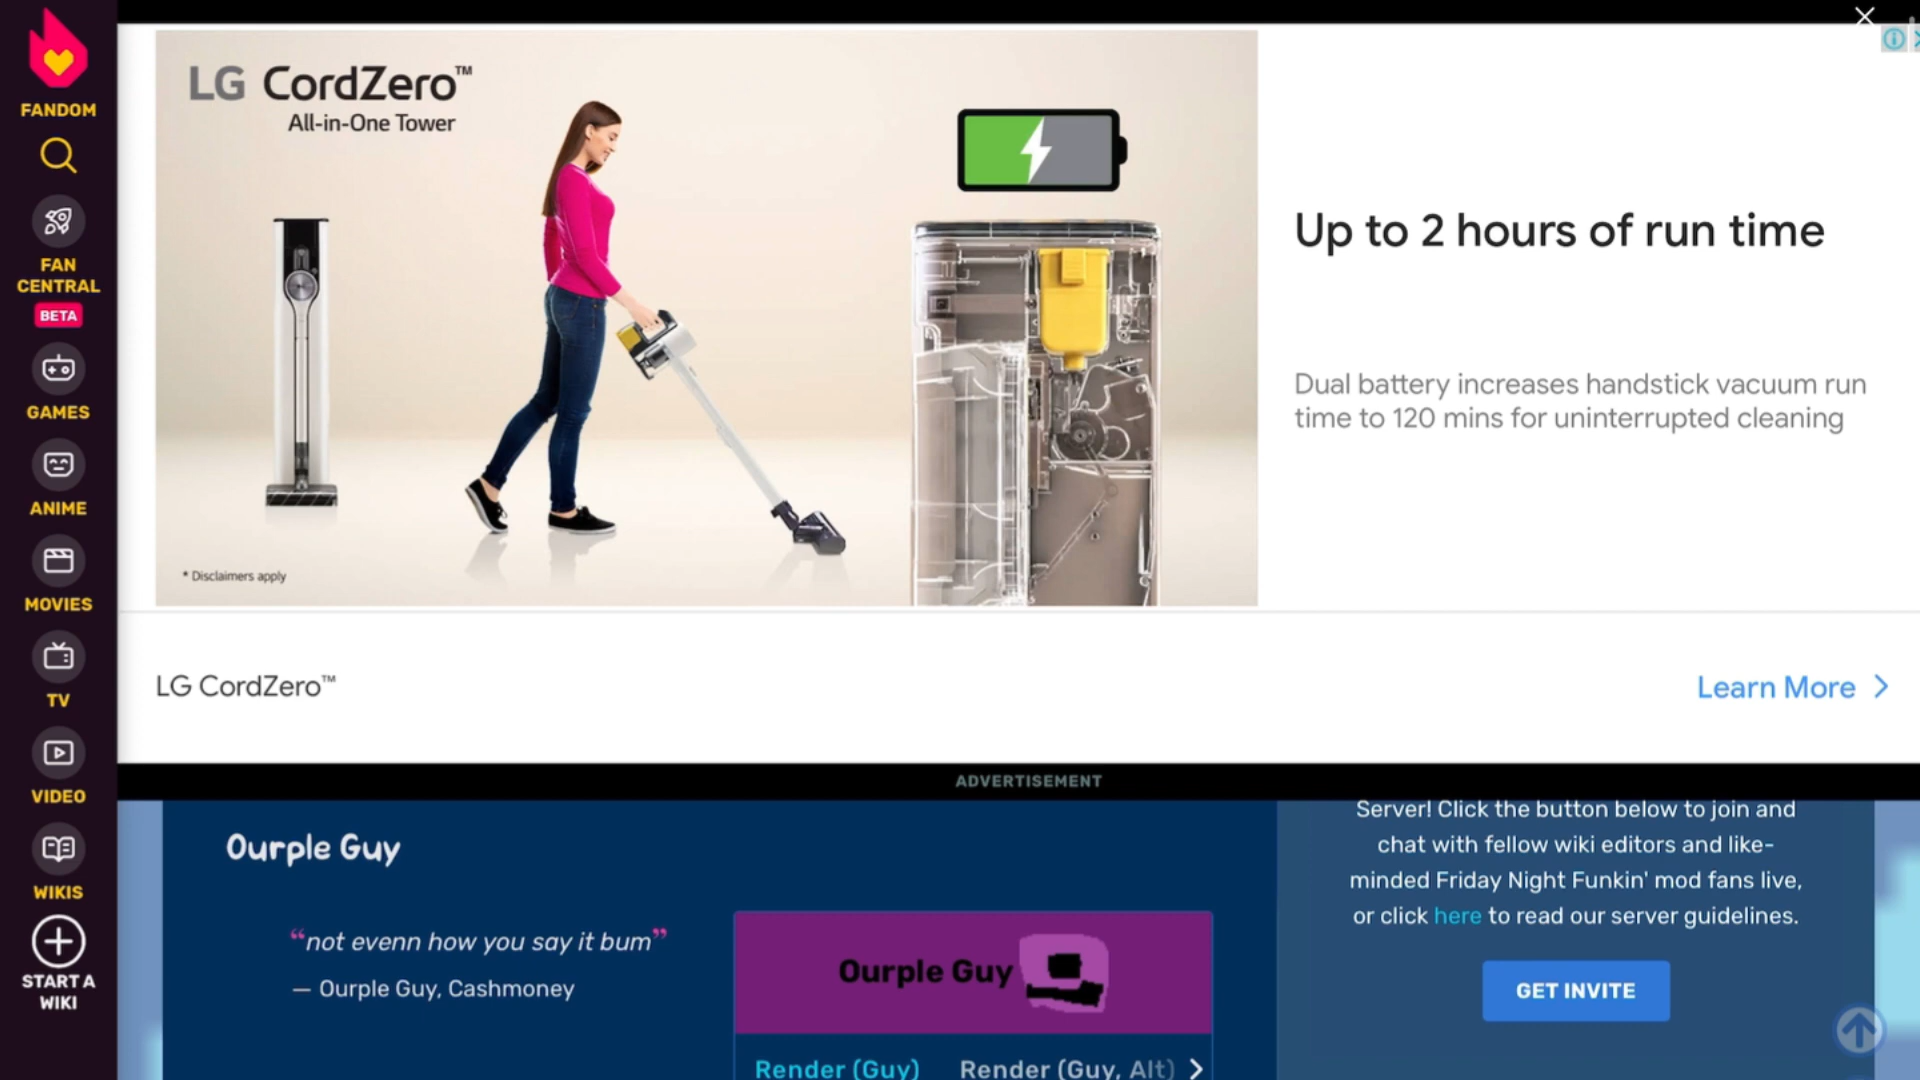 FANDOM
FAN
CENTRAL
BETA
GAMES
ANIME
MOVIES
TV
VIDEO
WIKIS
START A
WIKI
LG CordZero™
All-in-One Tower
* Disclaimers apply
Up to 2 hours of run time
Dual battery increases handstick vacuum run
time to 120 mins for uninterrupted cleaning
LG CordZero™
Learn More
ADVERTISEMENT
Ourple Guy
“not evenn how you say it bum”
— Ourple Guy, Cashmoney
Ourple Guy
Render (Guy)
Render (Guy, Alt)
Server! Click the button below to join and
chat with fellow wiki editors and like-
minded Friday Night Funkin' mod fans live,
or click here to read our server guidelines.
GET INVITE